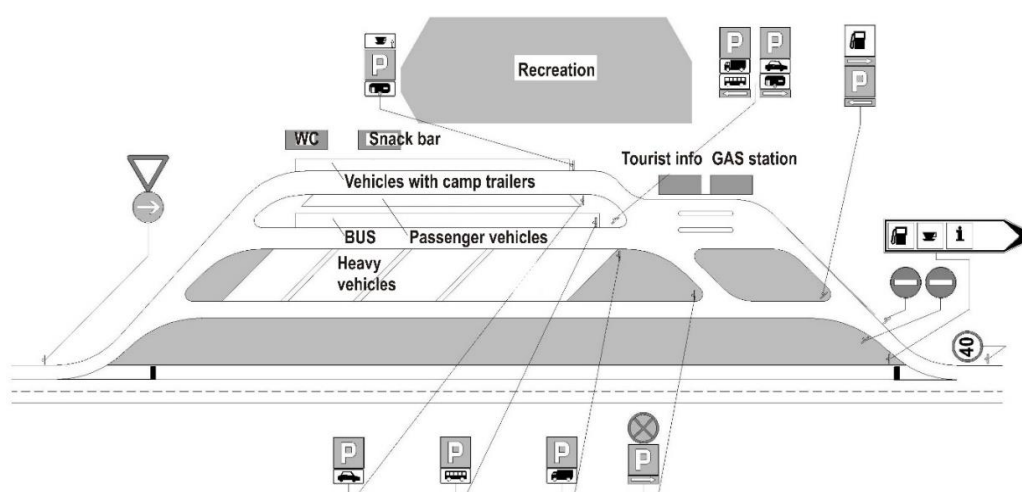 P
Recreation
P
P
P
WC
Snack bar
Tourist info
GAS station
Vehicles with camp trailers
BUS
Passenger vehicles
Heavy
vehicles
i
40
P
P
P
P